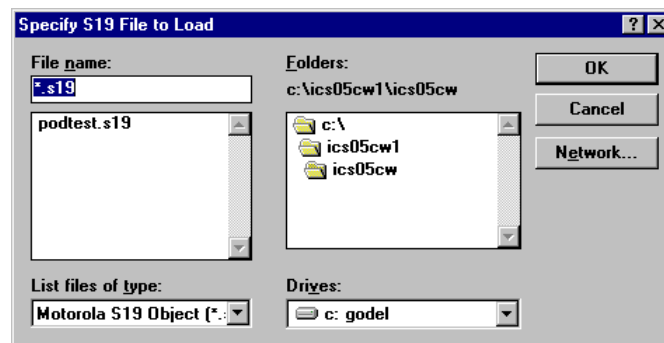 Specify S19 File to Load
File name:
*.s19
podtest.s19
List files of type:
Motorola S19 Object (*.:
Folders:
c:\ics05cw1\ics05cw
c:\
ics05cw1
ics05cw
Drives:
c: godel
OK
Cancel
Network...